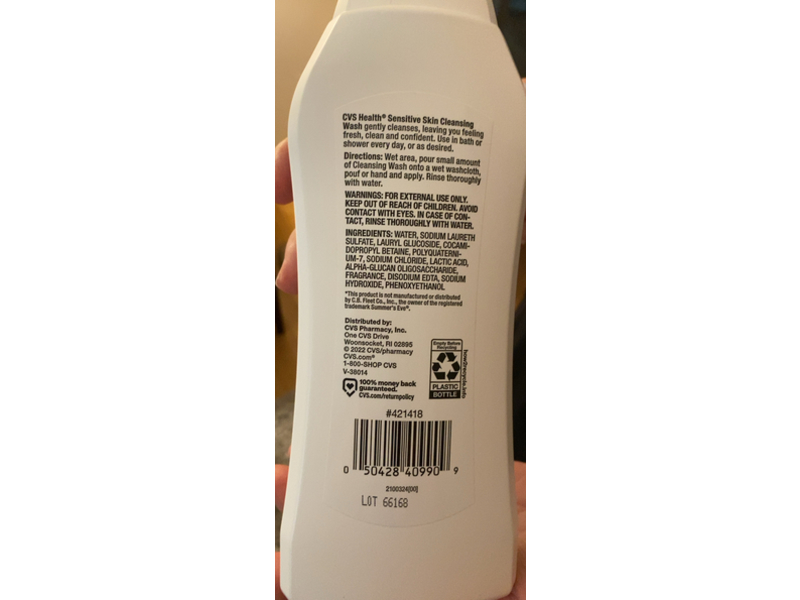 CVS Health® Sensitive Skin Cleansing
Wash gently cleanses, leaving you feeling
fresh, clean and confident. Use in bath or
shower every day, or as desired.
Directions: Wet area, pour small amount
of Cleansing Wash onto a wet washcloth,
pouf or hand and apply. Rinse thoroughly
with water.
WARNINGS: FOR EXTERNAL USE ONLY.
KEEP OUT OF REACH OF CHILDREN. AVOID
CONTACT WITH EYES. IN CASE OF CON-
TACT, RINSE THOROUGHLY WITH WATER.
INGREDIENTS: WATER, SODIUM LAURETH
SULFATE, LAURYL GLUCOSIDE, COCAMI-
DOPROPYL BETAINE, POLYQUATERNI-
UM-7, SODIUM CHLORIDE, LACTIC ACID,
ALPHA-GLUCAN OLIGOSACCHARIDE,
FRAGRANCE, DISODIUM EDTA, SODIUM
HYDROXIDE, PHENOXYETHANOL
*This product is not manufactured or distributed
by C.B. Fleet Co., Inc., the owner of the registered
trademark Summer's Eve®.
Distributed by:
CVS Pharmacy, Inc.
One CVS Drive
Woonsocket, RI 02895
© 2022 CVS/pharmacy
CVS.com®
1-800-SHOP CVS
V-38014
100% money back
guaranteed.
CVS.com/returnpolicy
Empty Before
Recycling
PLASTIC
BOTTLE
how2recycle.info
#421418
0 50428 40990 9
2100324[00]
LOT 66168